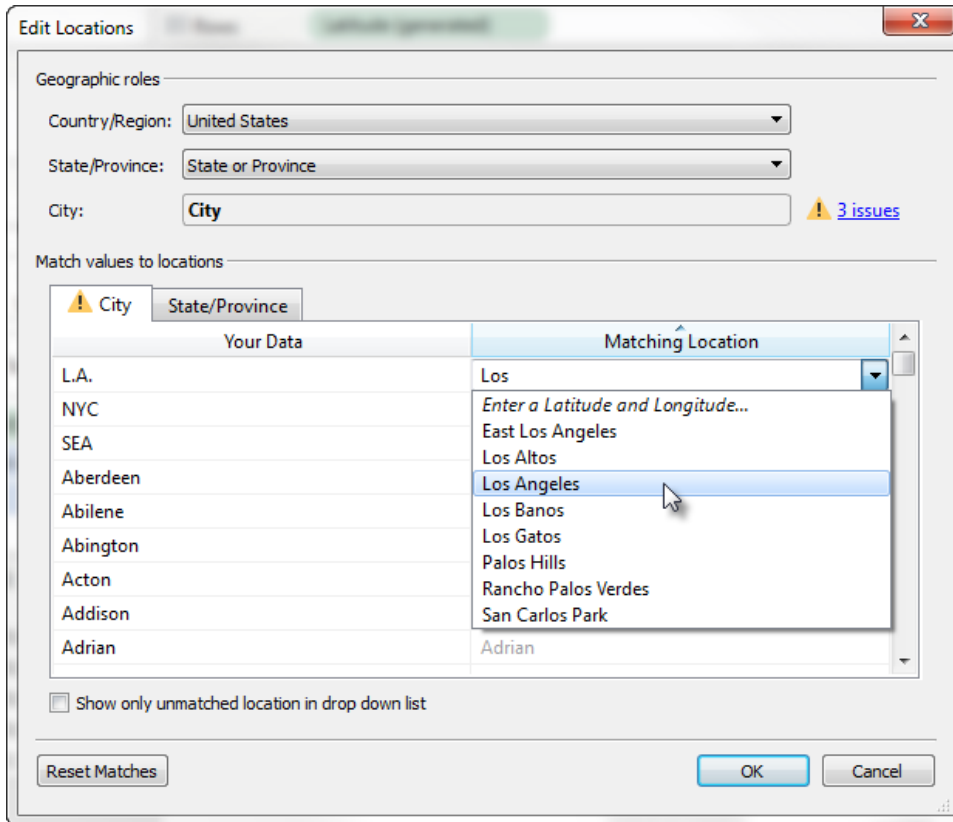 Edit Locations
Rows
Latitude (generated)
Geographic roles
Country/Region: United States
State/Province: State or Province
City: City 3 issues
Match values to locations
City State/Province
Your Data Matching Location
L.A. Los
NYC Enter a Latitude and Longitude...
East Los Angeles
SEA
Los Altos
Aberdeen Los Angeles
Abilene Los Banos
Los Gatos
Abington
Palos Hills
Acton
Rancho Palos Verdes
Addison San Carlos Park
Adrian Adrian
Show only unmatched location in drop down list
Reset Matches OK Cancel